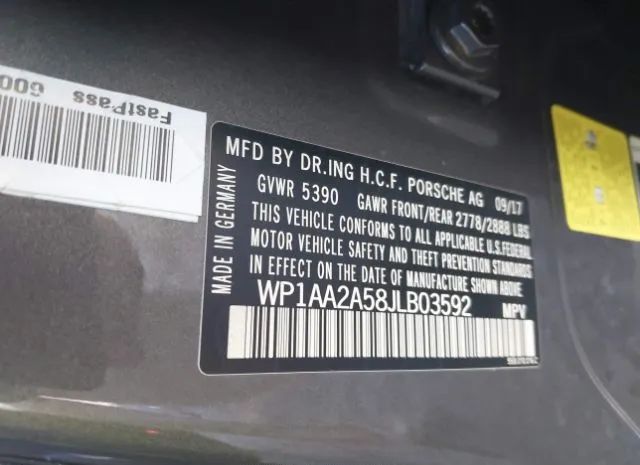 FastPass
MFD BY DR.ING H.C.F. PORSCHE AG 09/17
GVWR 5390 GAWR FRONT/REAR 2778/2888 LBS
THIS VEHICLE CONFORMS TO ALL APPLICABLE U.S.FEDERAL
MOTOR VEHICLE SAFETY AND THEFT PREVENTION STANDARDS
IN EFFECT ON THE DATE OF MANUFACTURE SHOWN ABOVE.
WP1AA2A58JLB03592 MPV
MADE IN GERMANY